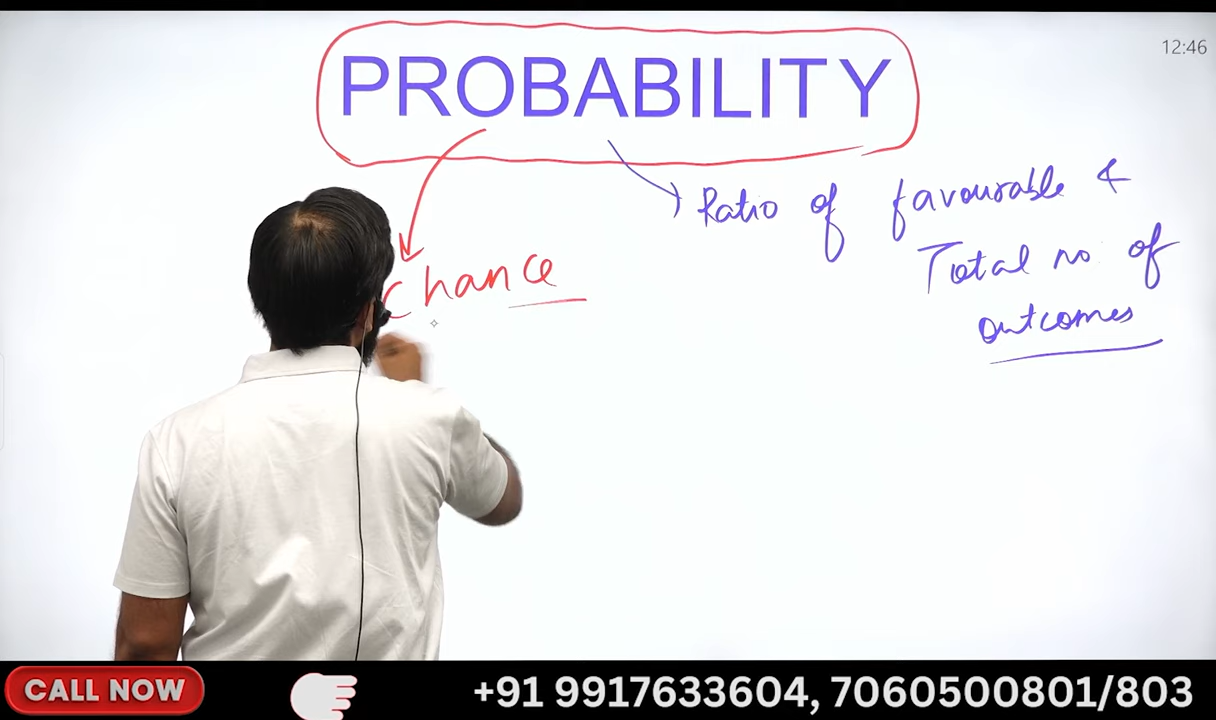 PROBABILITY
12:46
Ratio of favourable &
Total no. of
outcomes
Chance
CALL NOW
+91 9917633604, 7060500801/803